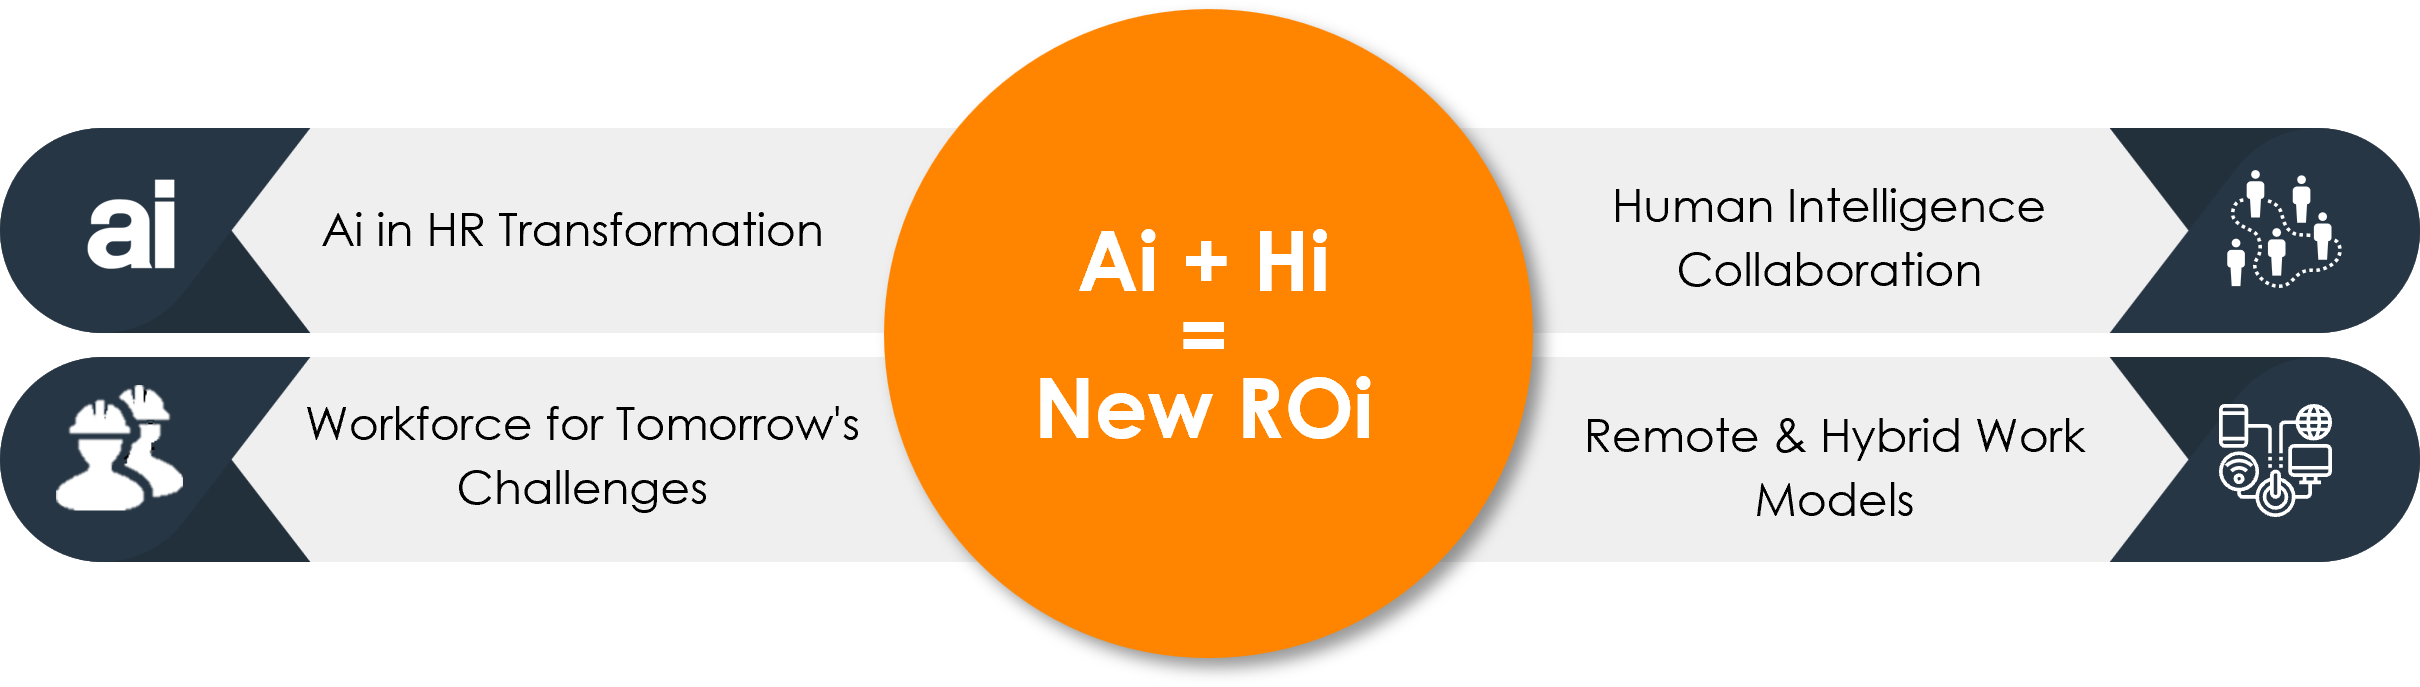 ai
Ai in HR Transformation
Workforce for Tomorrow's
Challenges
Ai + Hi
=
New ROi
Human Intelligence
Collaboration
Remote & Hybrid Work
Models